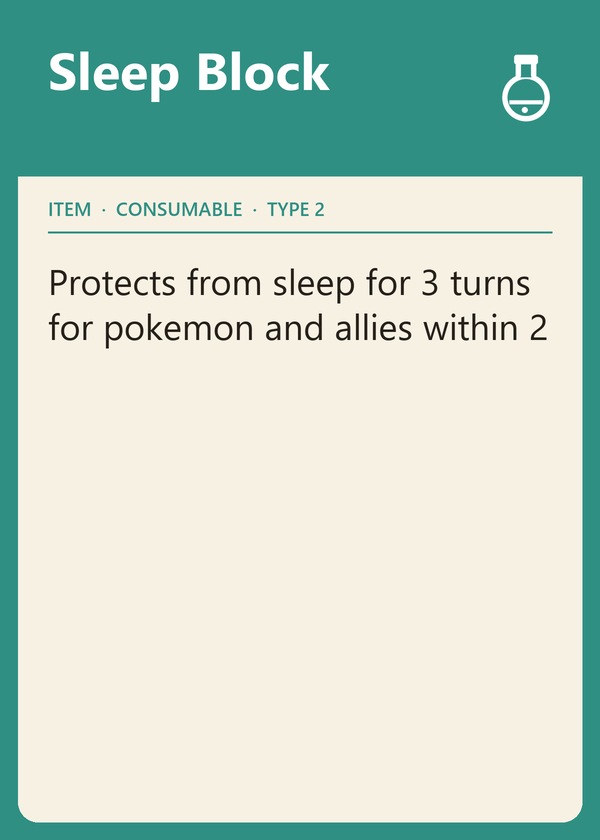 Sleep Block
ITEM · CONSUMABLE · TYPE 2
Protects from sleep for 3 turns
for pokemon and allies within 2